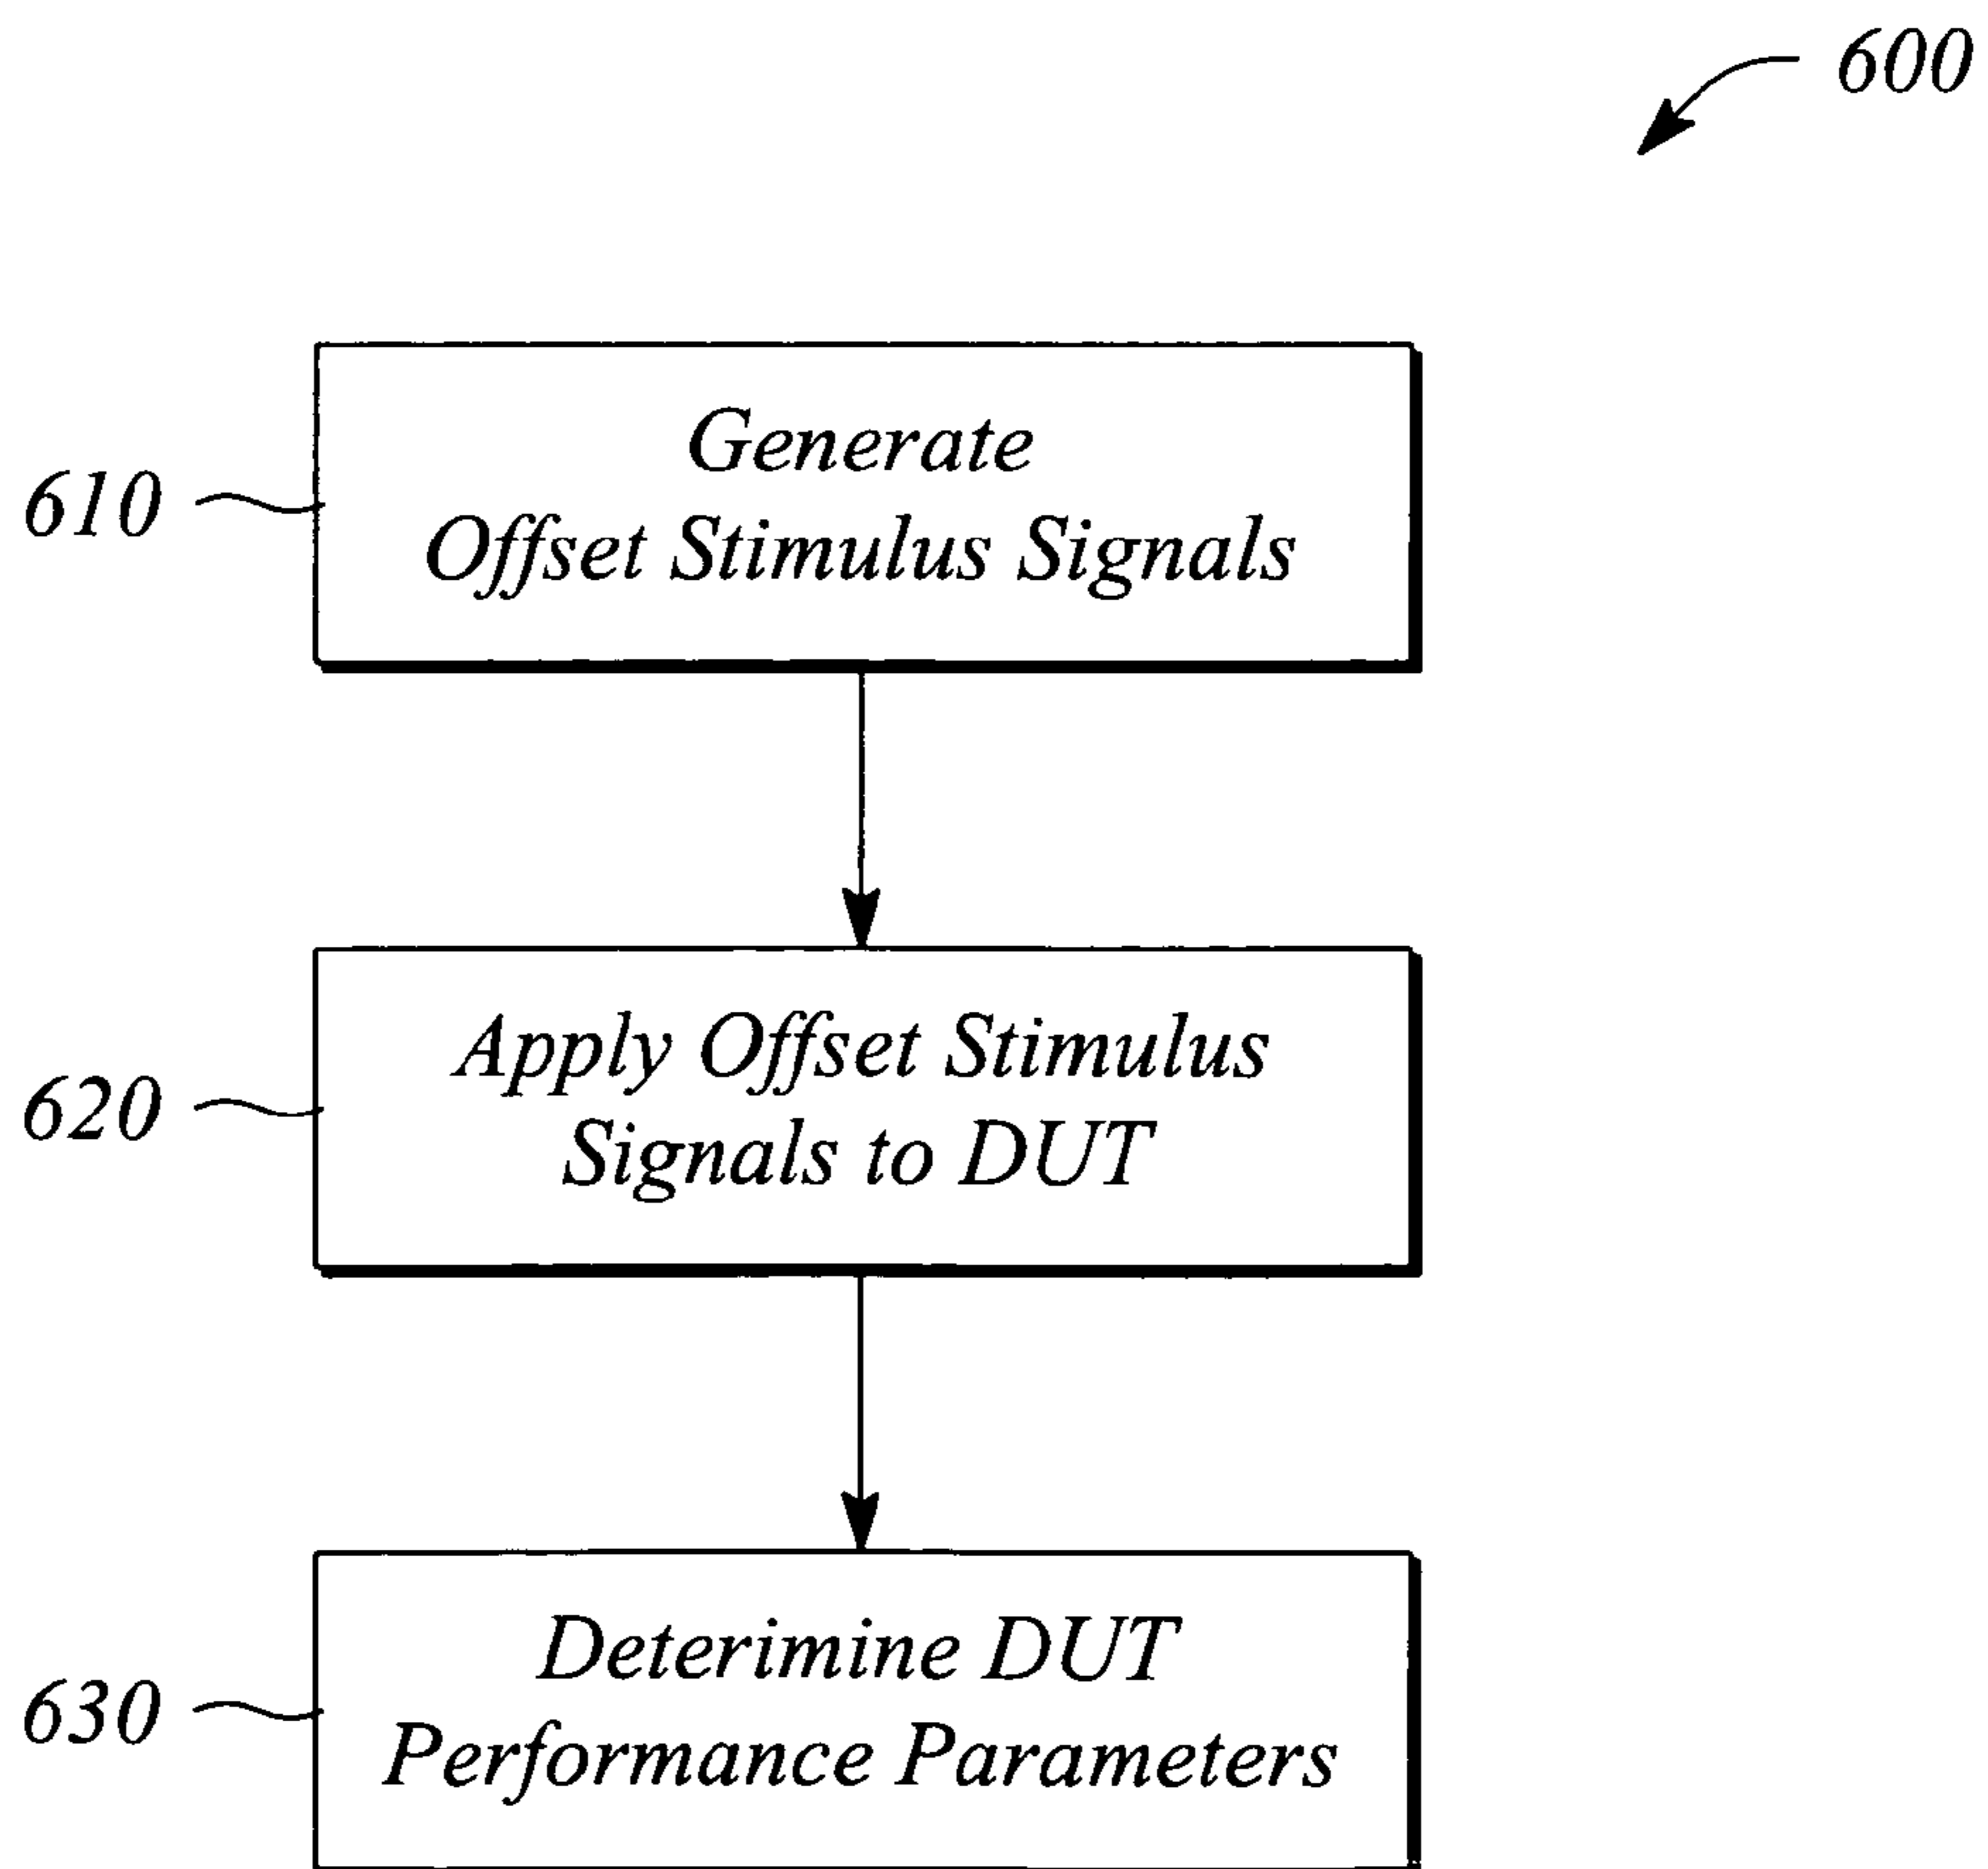 600
610
Generate
Offset Stimulus Signals
620
Apply Offset Stimulus
Signals to DUT
630
Deterimine DUT
Performance Parameters